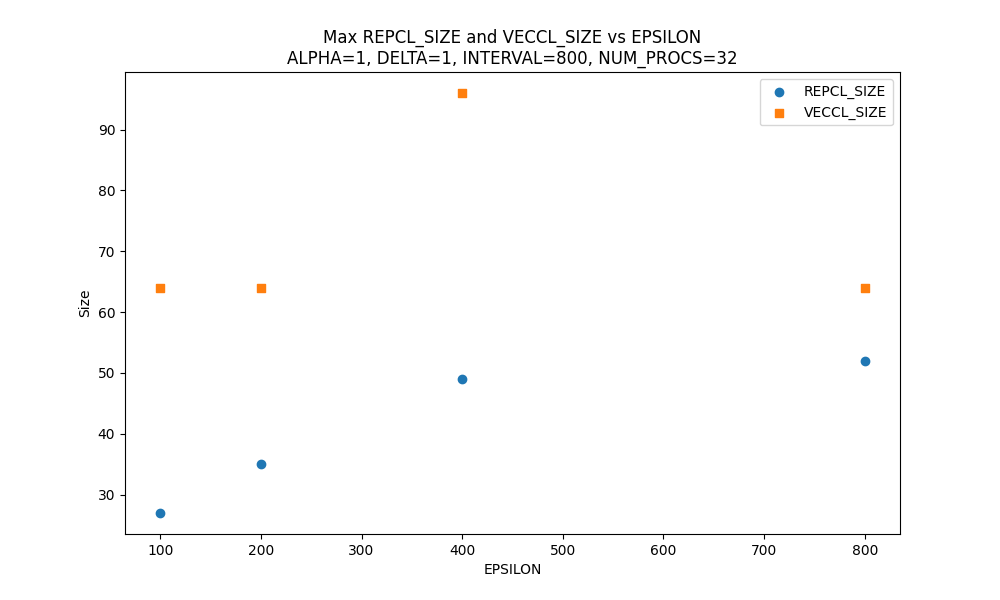 Max REPCL_SIZE and VECCL_SIZE vs EPSILON
ALPHA=1, DELTA=1, INTERVAL=800, NUM_PROCS=32
REPCL_SIZE
VECCL_SIZE
90
80
70
60
50
40
30
Size
100 200 300 400 500 600 700 800
EPSILON